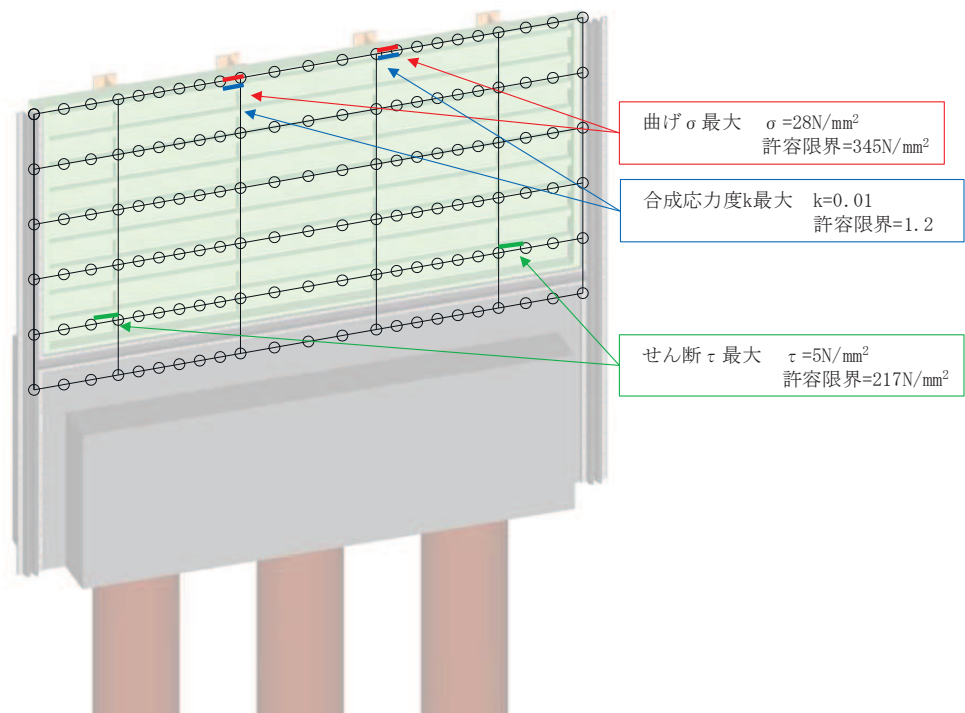 曲げσ最大 σ=28N/mm²
許容限界=345N/mm²
合成応力度k最大 k=0.01
許容限界=1.2
せん断τ最大 τ=5N/mm²
許容限界=217N/mm²